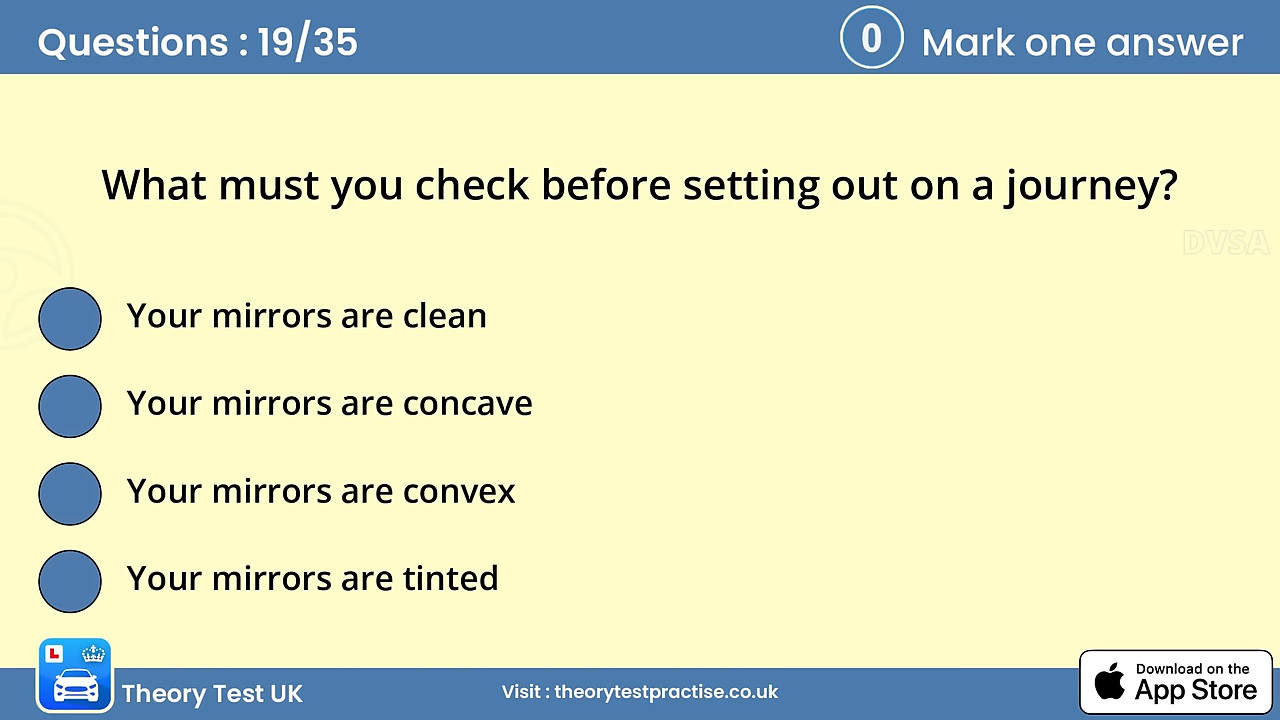 Questions : 19/35
0
Mark one answer
What must you check before setting out on a journey?
DVSA
Your mirrors are clean
Your mirrors are concave
Your mirrors are convex
Your mirrors are tinted
L
Theory Test UK
Visit : theorytestpractise.co.uk
Download on the
App Store